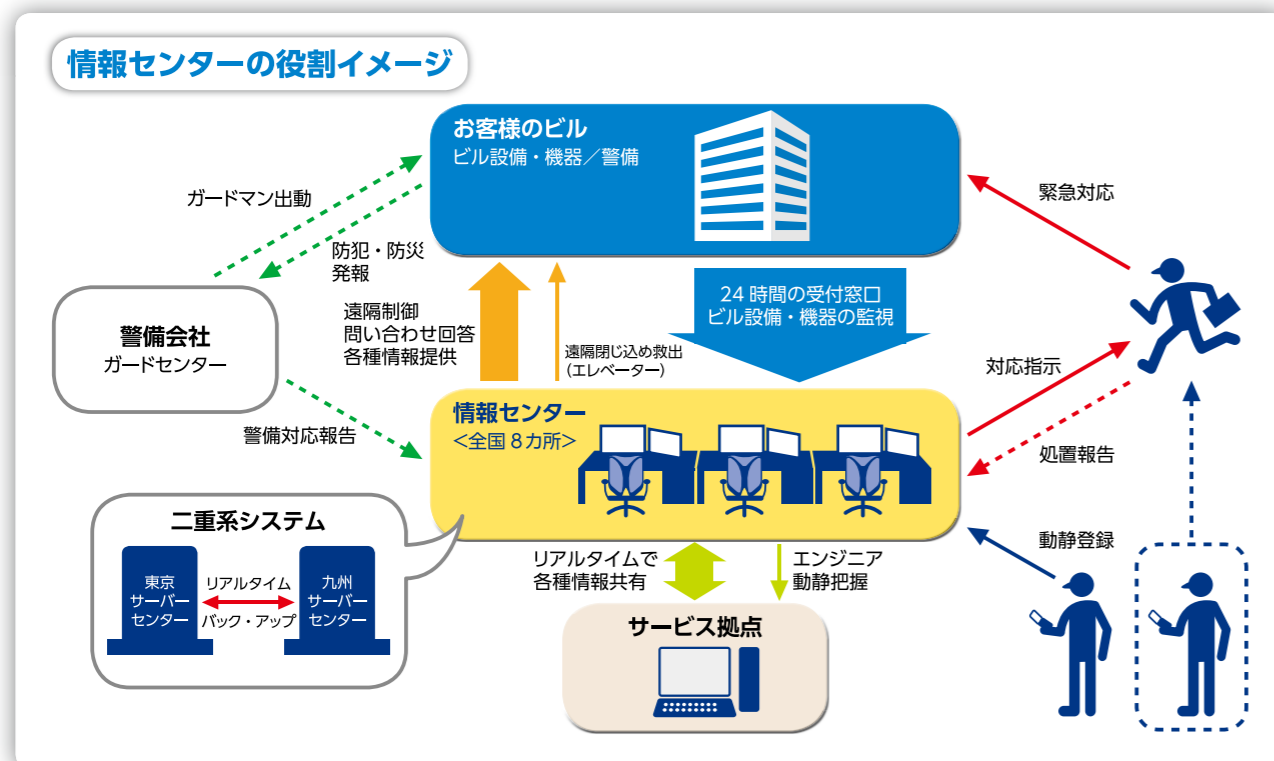 情報センターの役割イメージ
お客様のビル
ビル設備・機器／警備
ガードマン出動
緊急対応
防犯・防災
発報
24時間の受付窓口
ビル設備・機器の監視
遠隔制御
問い合わせ回答
各種情報提供
遠隔閉じ込め救出
（エレベーター）
警備会社
ガードセンター
対応指示
情報センター
＜全国8カ所＞
警備対応報告
処置報告
二重系システム
東京
サーバー
センター
リアルタイム
バック・アップ
九州
サーバー
センター
リアルタイムで
各種情報共有
エンジニア
動静把握
動静登録
サービス拠点